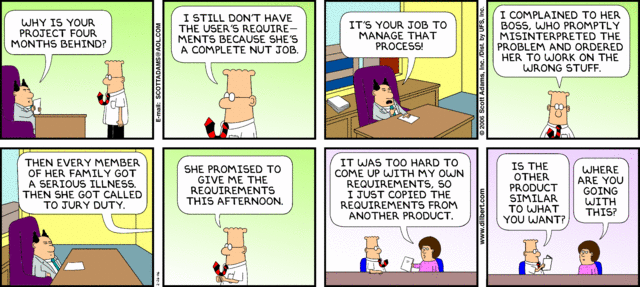 WHY IS YOUR
PROJECT FOUR
MONTHS BEHIND?
E-mail: SCOTTADAMS@AOL.COM
I STILL DON'T HAVE
THE USER'S REQUIRE-
MENTS BECAUSE SHE'S
A COMPLETE NUT JOB.
IT'S YOUR JOB TO
MANAGE THAT
PROCESS!
© 2006 Scott Adams, Inc. /Dist. by UFS, Inc.
I COMPLAINED TO HER
BOSS, WHO PROMPTLY
MISINTERPRETED THE
PROBLEM AND ORDERED
HER TO WORK ON THE
WRONG STUFF.
THEN EVERY MEMBER
OF HER FAMILY GOT
A SERIOUS ILLNESS.
THEN SHE GOT CALLED
TO JURY DUTY.
SHE PROMISED TO
GIVE ME THE
REQUIREMENTS
THIS AFTERNOON.
IT WAS TOO HARD TO
COME UP WITH MY OWN
REQUIREMENTS, SO
I JUST COPIED THE
REQUIREMENTS FROM
ANOTHER PRODUCT.
www.dilbert.com
IS THE
OTHER
PRODUCT
SIMILAR
TO WHAT
YOU WANT?
WHERE
ARE YOU
GOING
WITH
THIS?